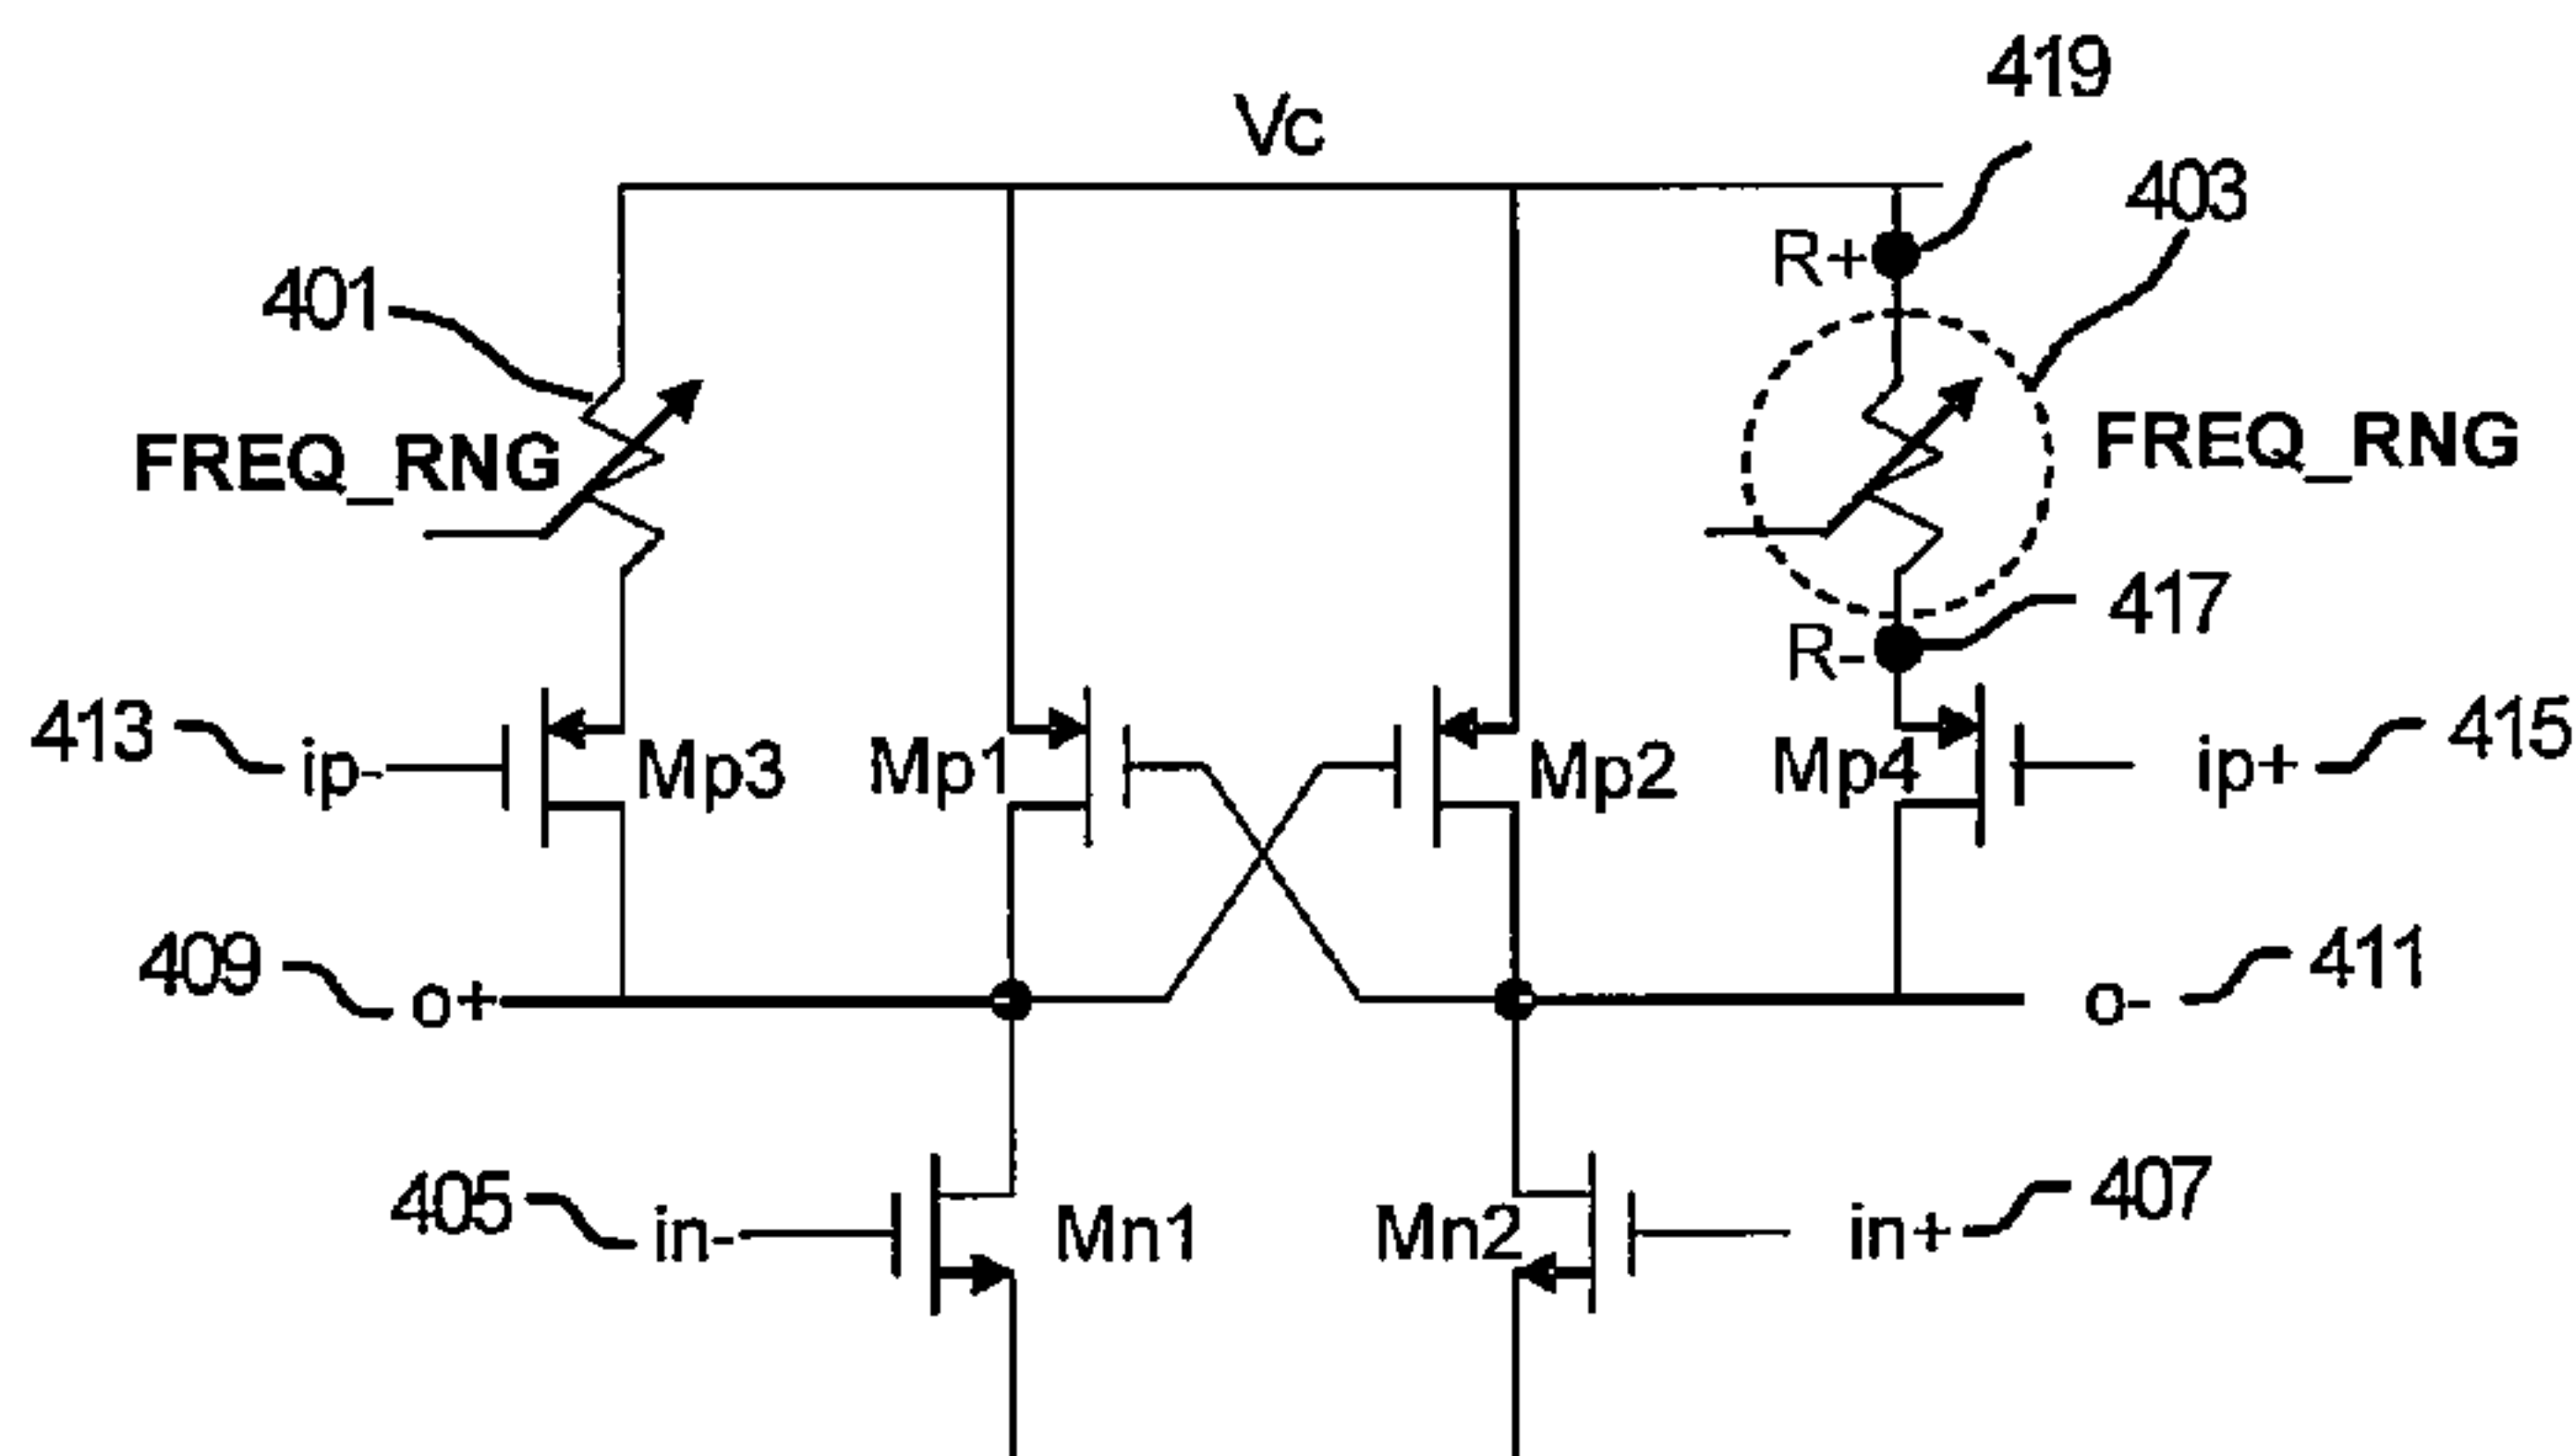 419
Vc
403
R+
401
FREQ_RNG
FREQ_RNG
417
R-
413
ip-
Mp3
Mp1
Mp2
Mp4
ip+
415
409
o+
o-
411
405
in-
Mn1
Mn2
in+
407